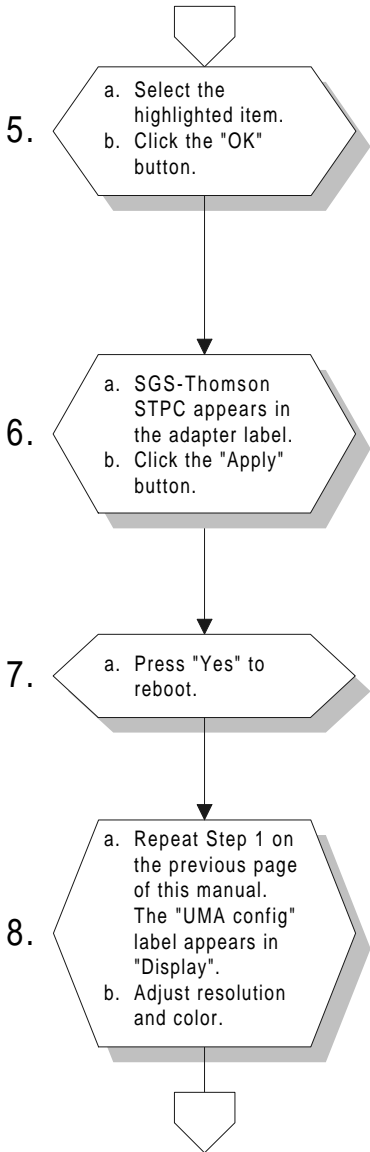 5.
a. Select the
highlighted item.
b. Click the "OK"
button.
6.
a. SGS-Thomson
STPC appears in
the adapter label.
b. Click the "Apply"
button.
7.
a. Press "Yes" to
reboot.
8.
a. Repeat Step 1 on
the previous page
of this manual.
The "UMA config"
label appears in
"Display".
b. Adjust resolution
and color.